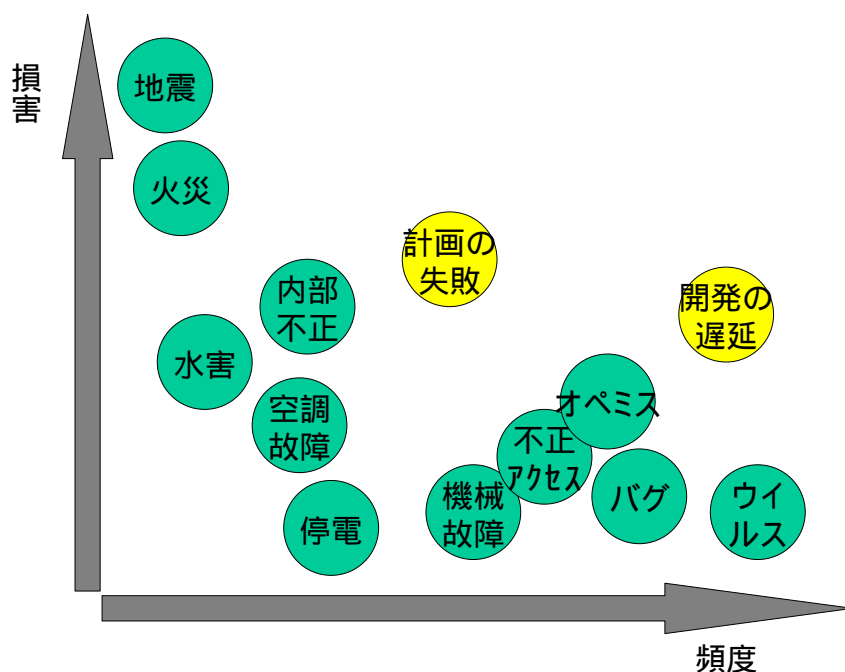 損
害
地震
火災
計画の
失敗
内部
不正
開発の
遅延
水害
空調
故障
オペミス
不正
ｱｸｾｽ
機械
故障
バグ
ウイ
ルス
停電
頻度